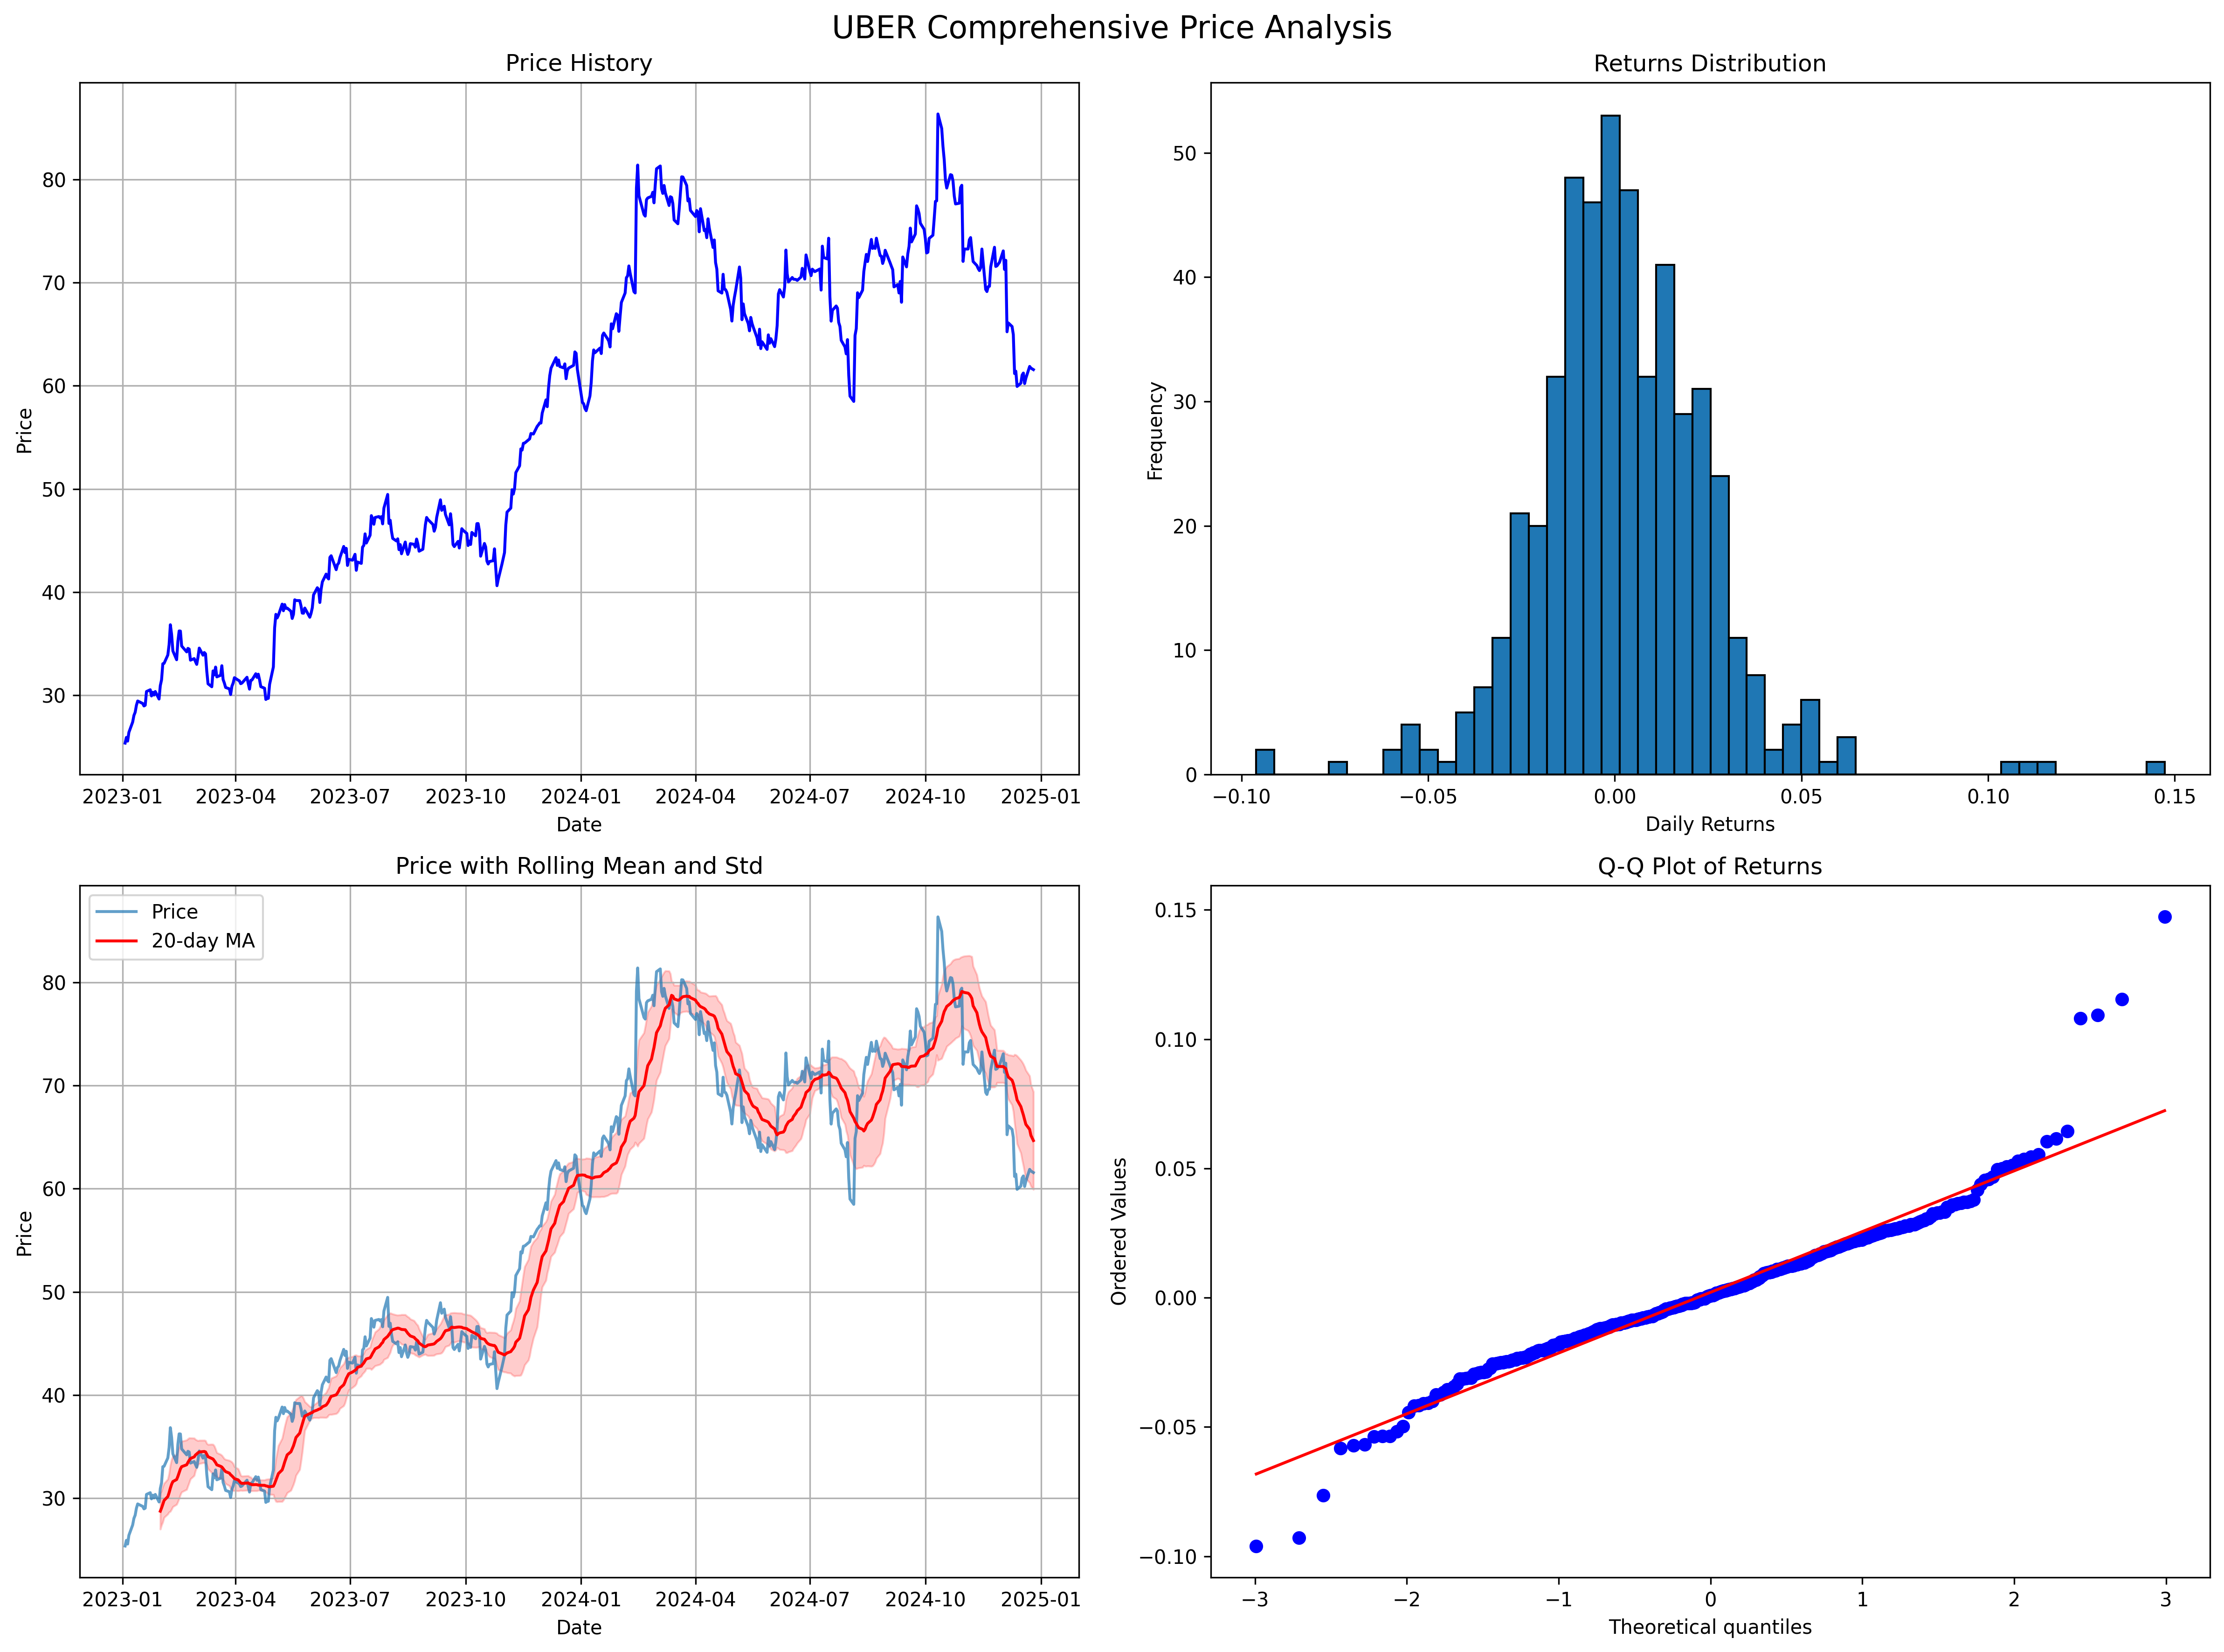 UBER Comprehensive Price Analysis
Price History
80
70
60
50
40
30
Price
2023-01 2023-04 2023-07 2023-10 2024-01 2024-04 2024-07 2024-10 2025-01
Date
Returns Distribution
50
40
30
20
10
0
Frequency
−0.10 −0.05 0.00 0.05 0.10 0.15
Daily Returns
Price with Rolling Mean and Std
Price
20-day MA
80
70
60
50
40
30
Price
2023-01 2023-04 2023-07 2023-10 2024-01 2024-04 2024-07 2024-10 2025-01
Date
Q-Q Plot of Returns
0.15
0.10
0.05
0.00
−0.05
−0.10
Ordered Values
−3 −2 −1 0 1 2 3
Theoretical quantiles